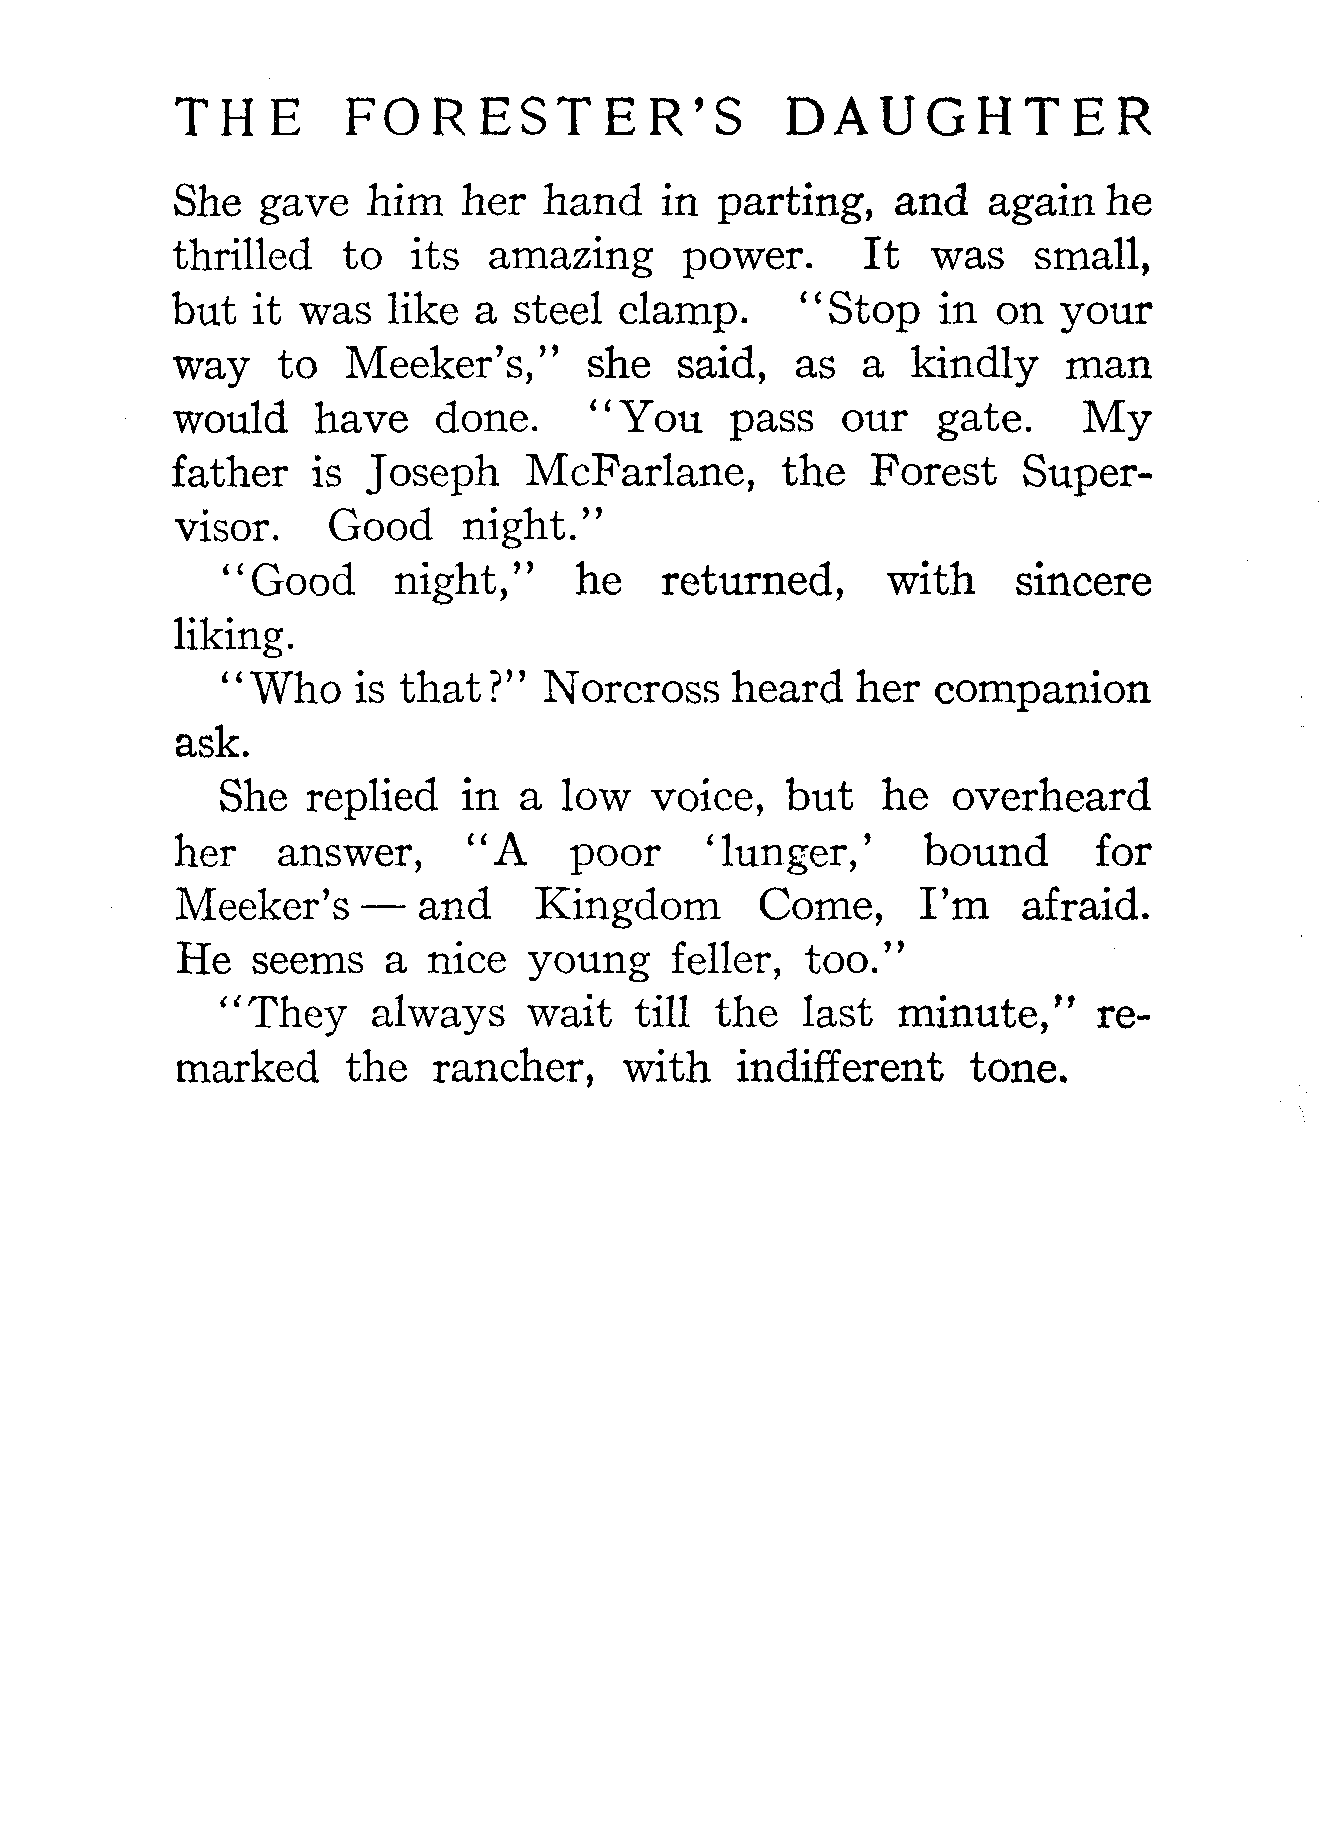 THE FORESTER'S DAUGHTER
She gave him her hand in parting, and again he
thrilled to its amazing power. It was small,
but it was like a steel clamp. "Stop in on your
way to Meeker's," she said, as a kindly man
would have done. "You pass our gate. My
father is Joseph McFarlane, the Forest Super-
visor. Good night."
"Good night," he returned, with sincere
liking.
"Who is that?" Norcross heard her companion
ask.
She replied in a low voice, but he overheard
her answer, "A poor 'lunger,' bound for
Meeker's — and Kingdom Come, I'm afraid.
He seems a nice young feller, too."
"They always wait till the last minute," re-
marked the rancher, with indifferent tone.